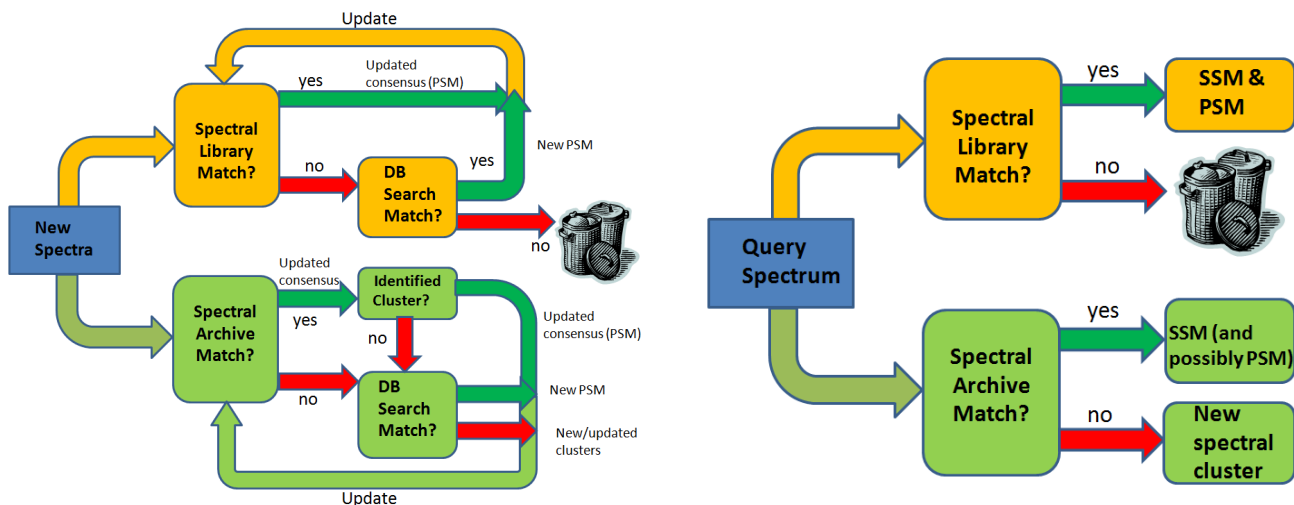 Update
yes
Updated
consensus (PSM)
Spectral
Library
Match?
no
DB
Search
Match?
yes
New PSM
no
New
Spectra
Updated
consensus
yes
Identified
Cluster?
Spectral
Archive
Match?
no
Updated
consensus (PSM)
no
DB
Search
Match?
New PSM
New/updated
clusters
Update
Query
Spectrum
Spectral
Library
Match?
yes
SSM &
PSM
no
Spectral
Archive
Match?
yes
SSM (and
possibly PSM)
no
New
spectral
cluster